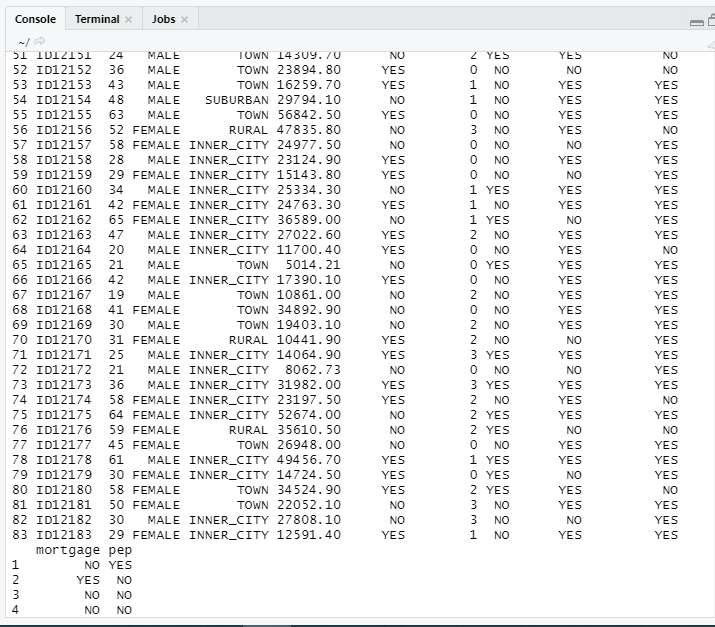 Console Terminal × Jobs ×
~/
51 ID12151 24 MALE TOWN 14309.70 NO 2 YES YES NO
52 ID12152 36 MALE TOWN 23894.80 YES 0 NO NO NO
53 ID12153 43 MALE TOWN 16259.70 YES 1 NO YES YES
54 ID12154 48 MALE SUBURBAN 29794.10 NO 1 NO YES YES
55 ID12155 63 MALE TOWN 56842.50 YES 0 NO YES YES
56 ID12156 52 FEMALE RURAL 47835.80 NO 3 NO YES NO
57 ID12157 58 FEMALE INNER_CITY 24977.50 NO 0 NO NO YES
58 ID12158 28 MALE INNER_CITY 23124.90 YES 0 NO YES YES
59 ID12159 29 FEMALE INNER_CITY 15143.80 YES 0 NO NO YES
60 ID12160 34 MALE INNER_CITY 25334.30 NO 1 YES YES YES
61 ID12161 42 FEMALE INNER_CITY 24763.30 YES 1 NO YES YES
62 ID12162 65 FEMALE INNER_CITY 36589.00 NO 1 YES NO YES
63 ID12163 47 MALE INNER_CITY 27022.60 YES 2 NO YES YES
64 ID12164 20 MALE INNER_CITY 11700.40 YES 0 NO YES NO
65 ID12165 21 MALE TOWN 5014.21 NO 0 YES YES YES
66 ID12166 42 MALE INNER_CITY 17390.10 YES 0 NO YES YES
67 ID12167 19 MALE TOWN 10861.00 NO 2 NO YES YES
68 ID12168 41 FEMALE TOWN 34892.90 NO 0 NO YES YES
69 ID12169 30 MALE TOWN 19403.10 NO 2 NO YES YES
70 ID12170 31 FEMALE RURAL 10441.90 YES 2 NO NO YES
71 ID12171 25 MALE INNER_CITY 14064.90 YES 3 YES YES YES
72 ID12172 21 MALE INNER_CITY 8062.73 NO 0 NO NO YES
73 ID12173 36 MALE INNER_CITY 31982.00 YES 3 YES YES YES
74 ID12174 58 FEMALE INNER_CITY 23197.50 YES 2 NO YES NO
75 ID12175 64 FEMALE INNER_CITY 52674.00 NO 2 YES YES YES
76 ID12176 59 FEMALE RURAL 35610.50 NO 2 YES NO NO
77 ID12177 45 FEMALE TOWN 26948.00 NO 0 NO YES YES
78 ID12178 61 MALE INNER_CITY 49456.70 YES 1 YES YES YES
79 ID12179 30 FEMALE INNER_CITY 14724.50 YES 0 YES NO YES
80 ID12180 58 FEMALE TOWN 34524.90 YES 2 YES YES NO
81 ID12181 50 FEMALE TOWN 22052.10 NO 3 NO YES YES
82 ID12182 30 MALE INNER_CITY 27808.10 NO 3 NO NO YES
83 ID12183 29 FEMALE INNER_CITY 12591.40 YES 1 NO YES YES
mortgage pep
1 NO YES
2 YES NO
3 NO NO
4 NO NO